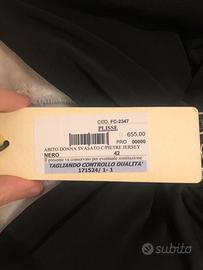 COD. FC-2347
PLISSE
655,00
PRO 00000
ABITO DONNA SVASATO C/PIETRE JERSEY
NERO 42
Il presente va conservato per eventuale sostituzione
TAGLIANDO CONTROLLO QUALITA'
171524/ 1- 1
subito